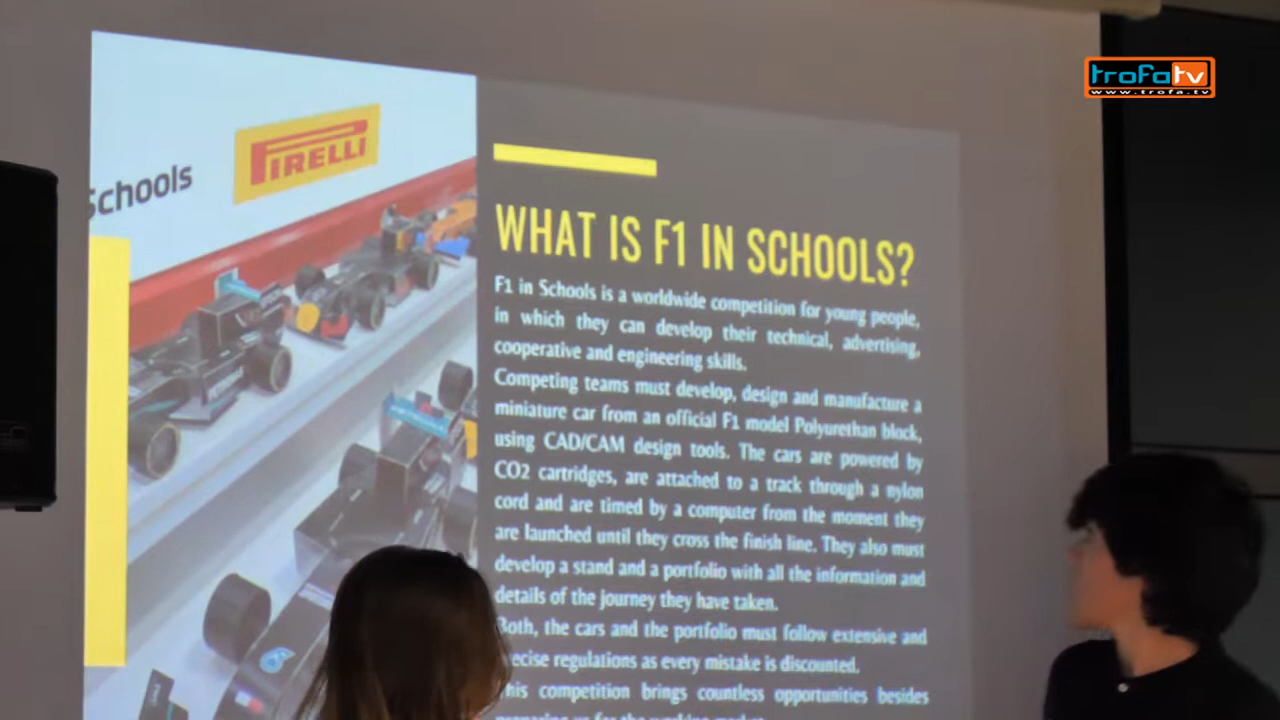 trofatv
www.trofa.tv
Schools
PIRELLI
WHAT IS F1 IN SCHOOLS?
F1 in Schools is a worldwide competition for young people,
in which they can develop their technical, advertising,
cooperative and engineering skills.
Competing teams must develop, design and manufacture a
miniature car from an official F1 model Polyurethan block,
using CAD/CAM design tools. The cars are powered by
CO2 cartridges, are attached to a track through a nylon
cord and are timed by a computer from the moment they
are launched until they cross the finish line. They also must
develop a stand and a portfolio with all the information and
details of the journey they have taken.
Both, the cars and the portfolio must follow extensive and
ecise regulations as every mistake is discounted.
his competition brings countless opportunities besides